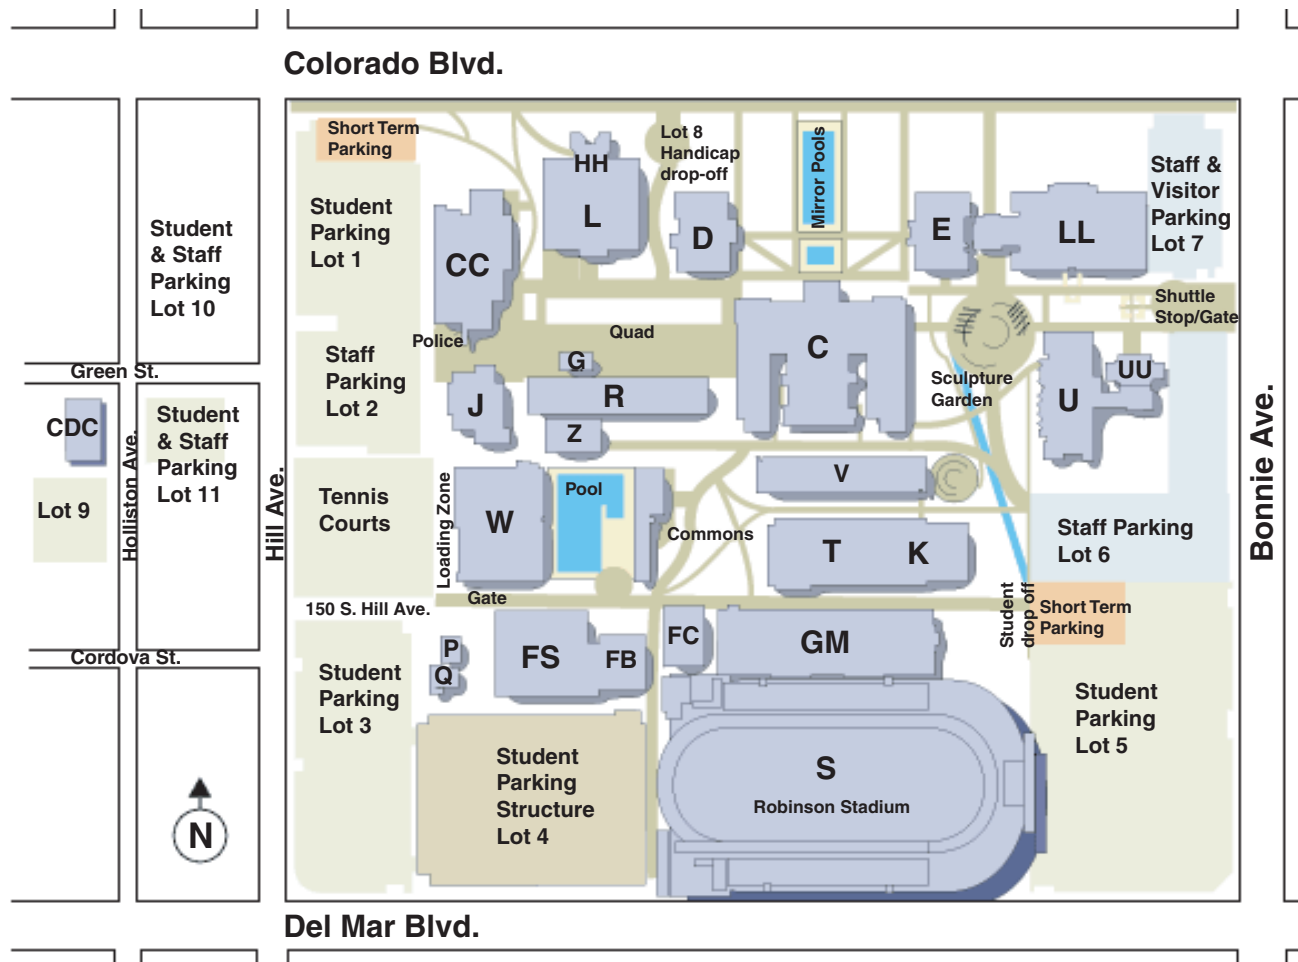 Colorado Blvd.
Short Term
Parking
HH
Lot 8
Handicap
drop-off
Mirror Pools
Staff &
Visitor
Parking
Lot 7
Student
Parking
Lot 1
L
D
E
LL
Student
& Staff
Parking
Lot 10
CC
Shuttle
Stop/Gate
Police
Quad
C
Staff
Parking
Lot 2
G
R
J
Z
Sculpture
Garden
U
UU
Green St.
CDC
Student
& Staff
Parking
Lot 11
Holliston Ave.
Hill Ave.
Bonnie Ave.
Lot 9
Tennis
Courts
Loading Zone
W
Pool
V
Commons
T
K
Staff Parking
Lot 6
Gate
150 S. Hill Ave.
Student
drop off
Short Term
Parking
Cordova St.
P
Q
FS
FB
FC
GM
Student
Parking
Lot 3
Student
Parking
Lot 5
Student
Parking
Structure
Lot 4
S
Robinson Stadium
N
Del Mar Blvd.